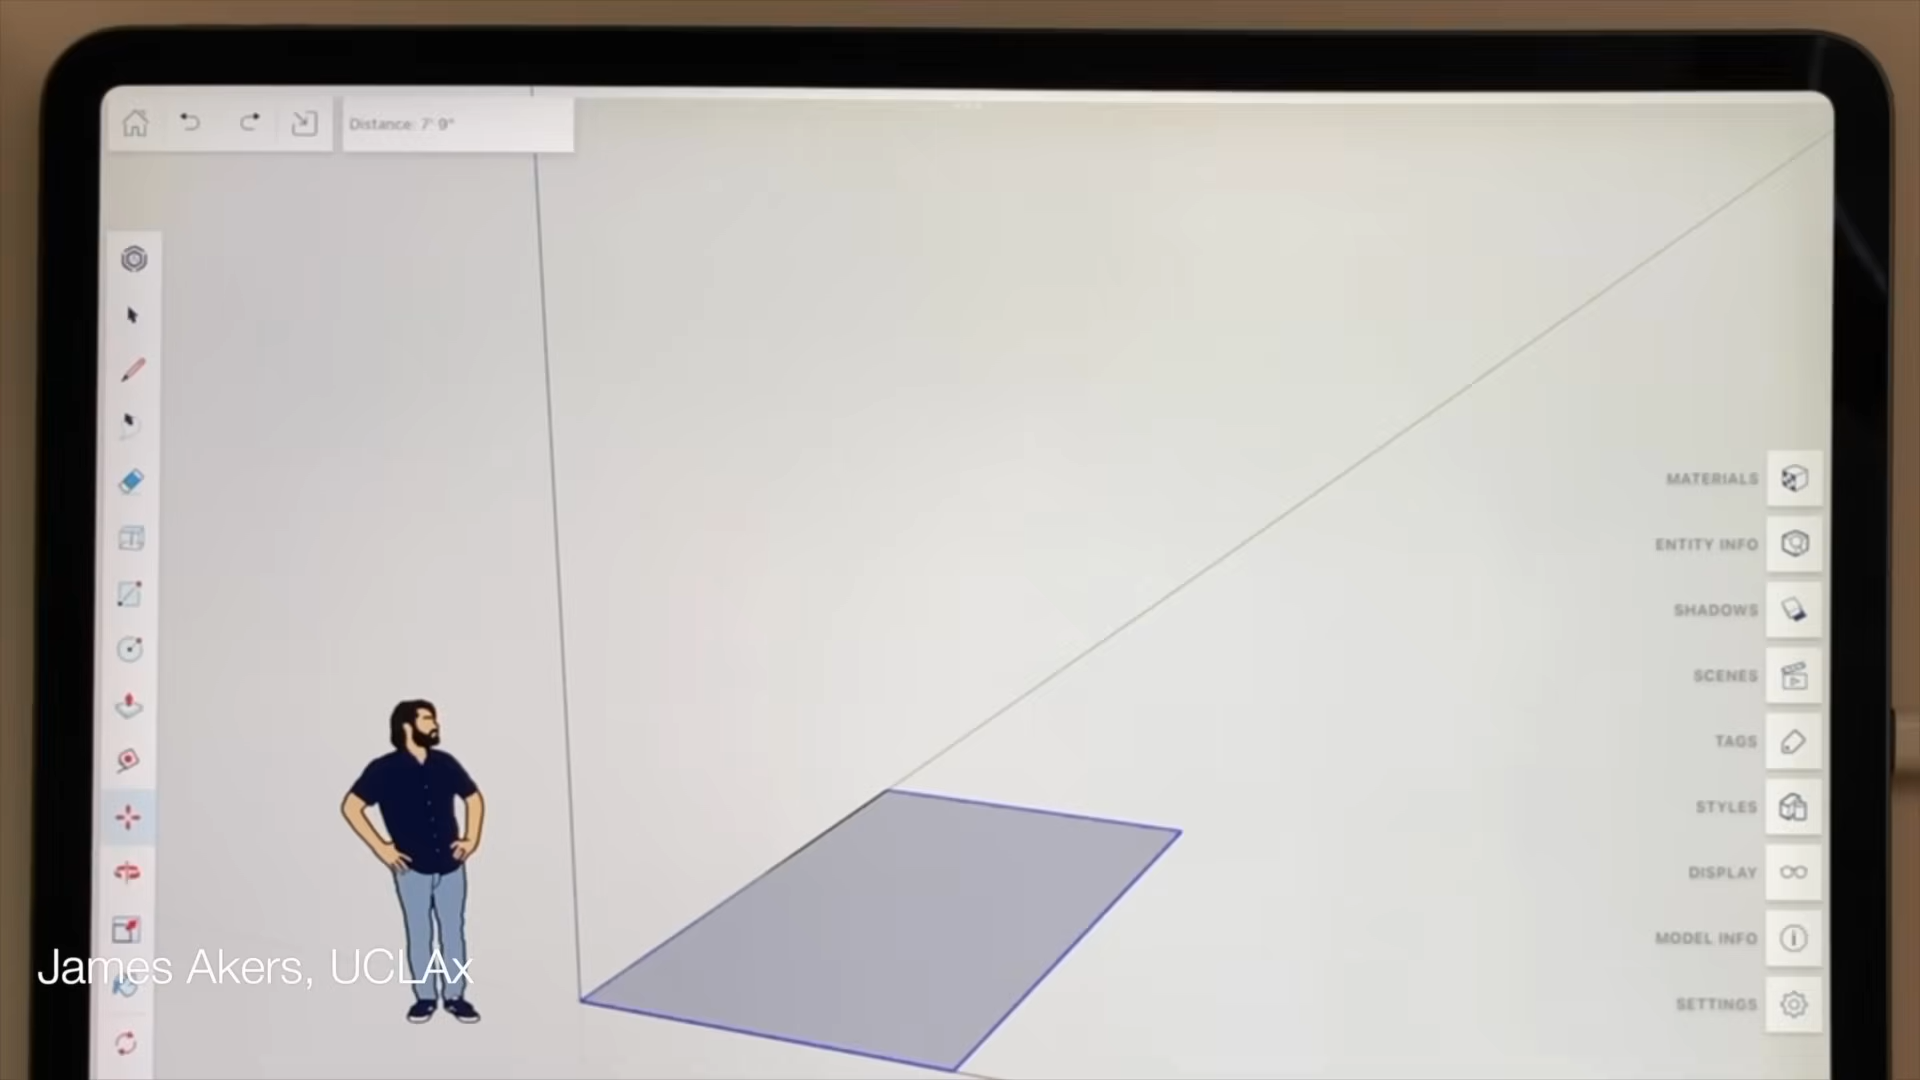 Distance: 7' 9"
MATERIALS
ENTITY INFO
SHADOWS
SCENES
TAGS
STYLES
DISPLAY
MODEL INFO
SETTINGS
James Akers, UCLAx